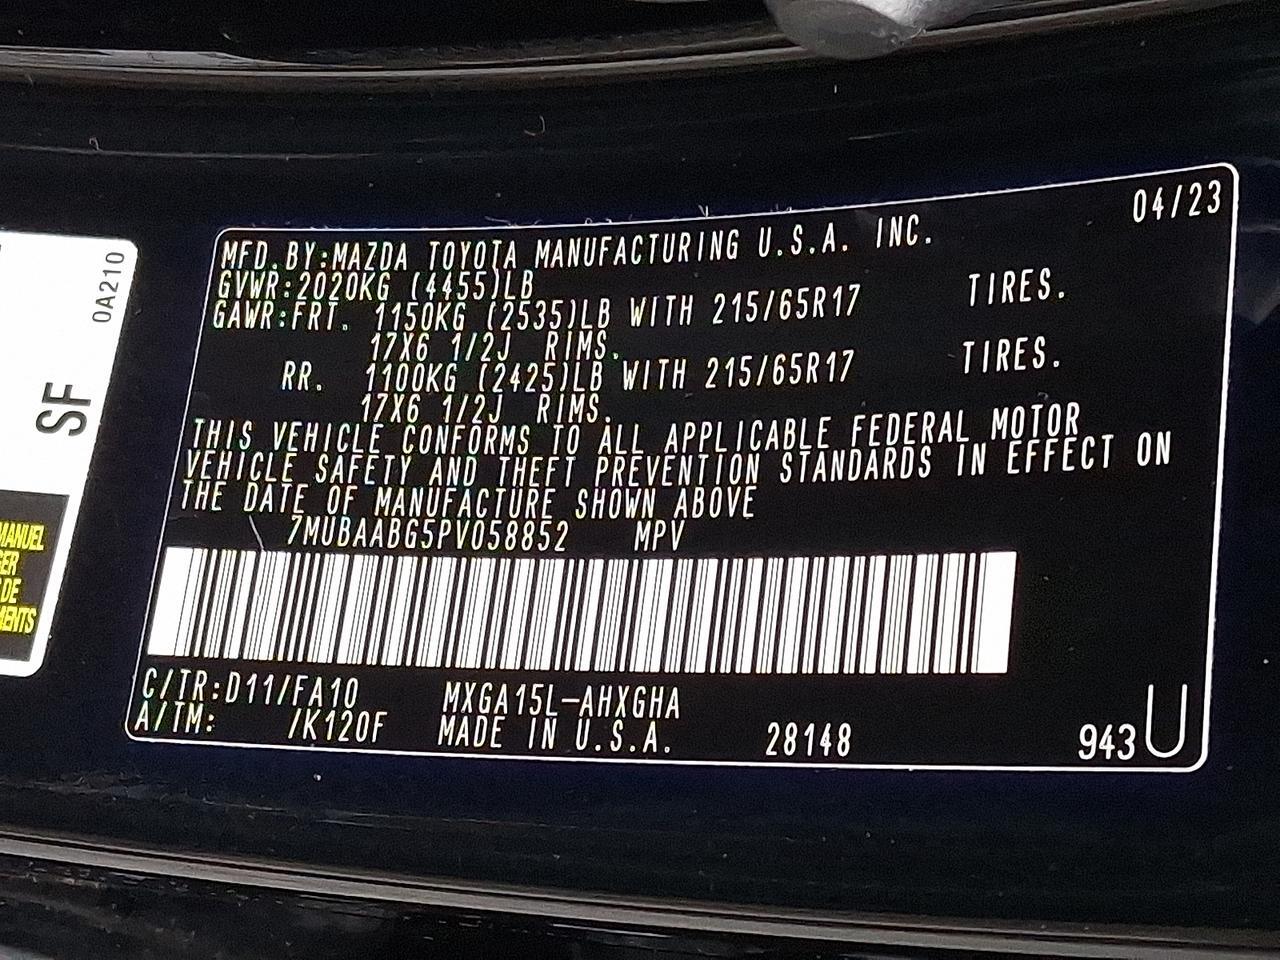 04/23
MFD.BY:MAZDA TOYOTA MANUFACTURING U.S.A. INC.
GVWR:2020KG (4455)LB
GAWR:FRT. 1150KG (2535)LB WITH 215/65R17 TIRES.
17X6 1/2J RIMS.
RR. 1100KG (2425)LB WITH 215/65R17 TIRES.
17X6 1/2J RIMS.
THIS VEHICLE CONFORMS TO ALL APPLICABLE FEDERAL MOTOR
VEHICLE SAFETY AND THEFT PREVENTION STANDARDS IN EFFECT ON
THE DATE OF MANUFACTURE SHOWN ABOVE
7MUBAABG5PV058852 MPV
C/TR:D11/FA10 MXGA15L-AHXGHA
A/TM: /K120F MADE IN U.S.A. 28148 943U
0A210
SF
MANUEL
DE